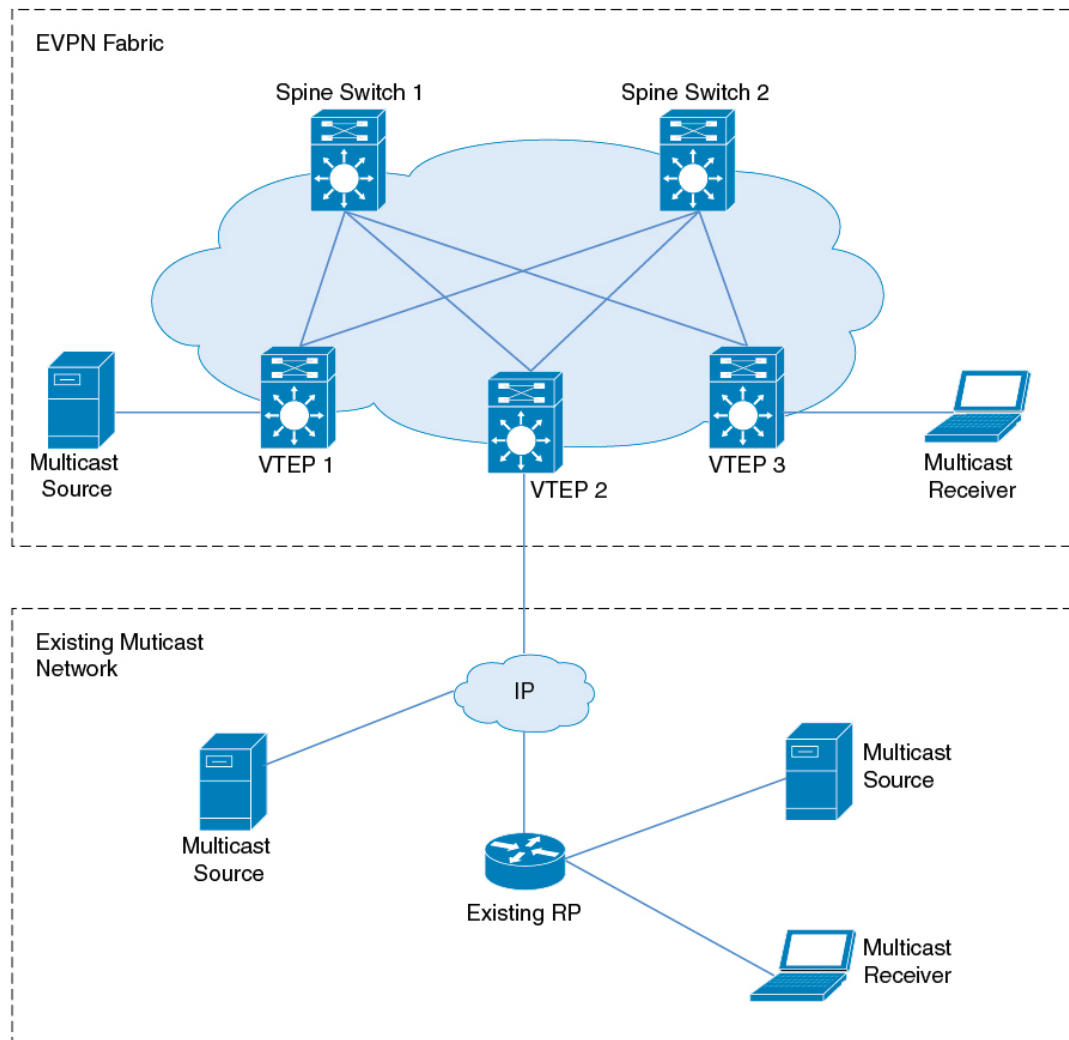 EVPN Fabric
Spine Switch 1
Spine Switch 2
Multicast
Source
VTEP 1
VTEP 2
VTEP 3
Multicast
Receiver
Existing Muticast
Network
IP
Multicast
Source
Multicast
Source
Existing RP
Multicast
Receiver